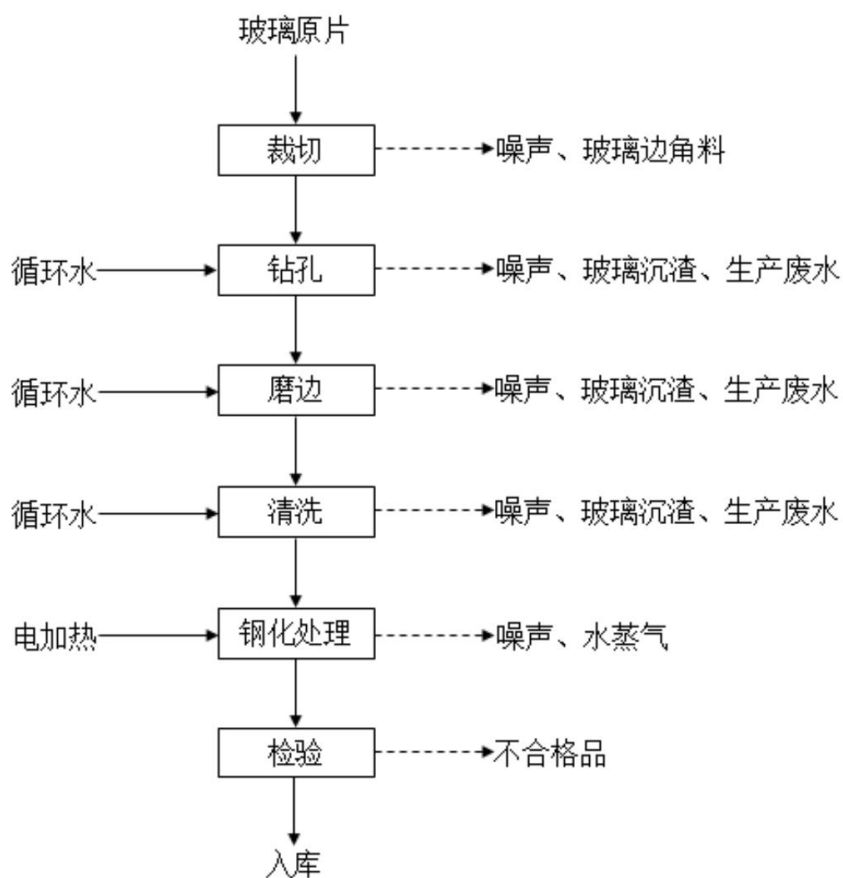 玻璃原片
裁切 噪声、玻璃边角料
循环水 钻孔 噪声、玻璃沉渣、生产废水
循环水 磨边 噪声、玻璃沉渣、生产废水
循环水 清洗 噪声、玻璃沉渣、生产废水
电加热 钢化处理 噪声、水蒸气
检验 不合格品
入库